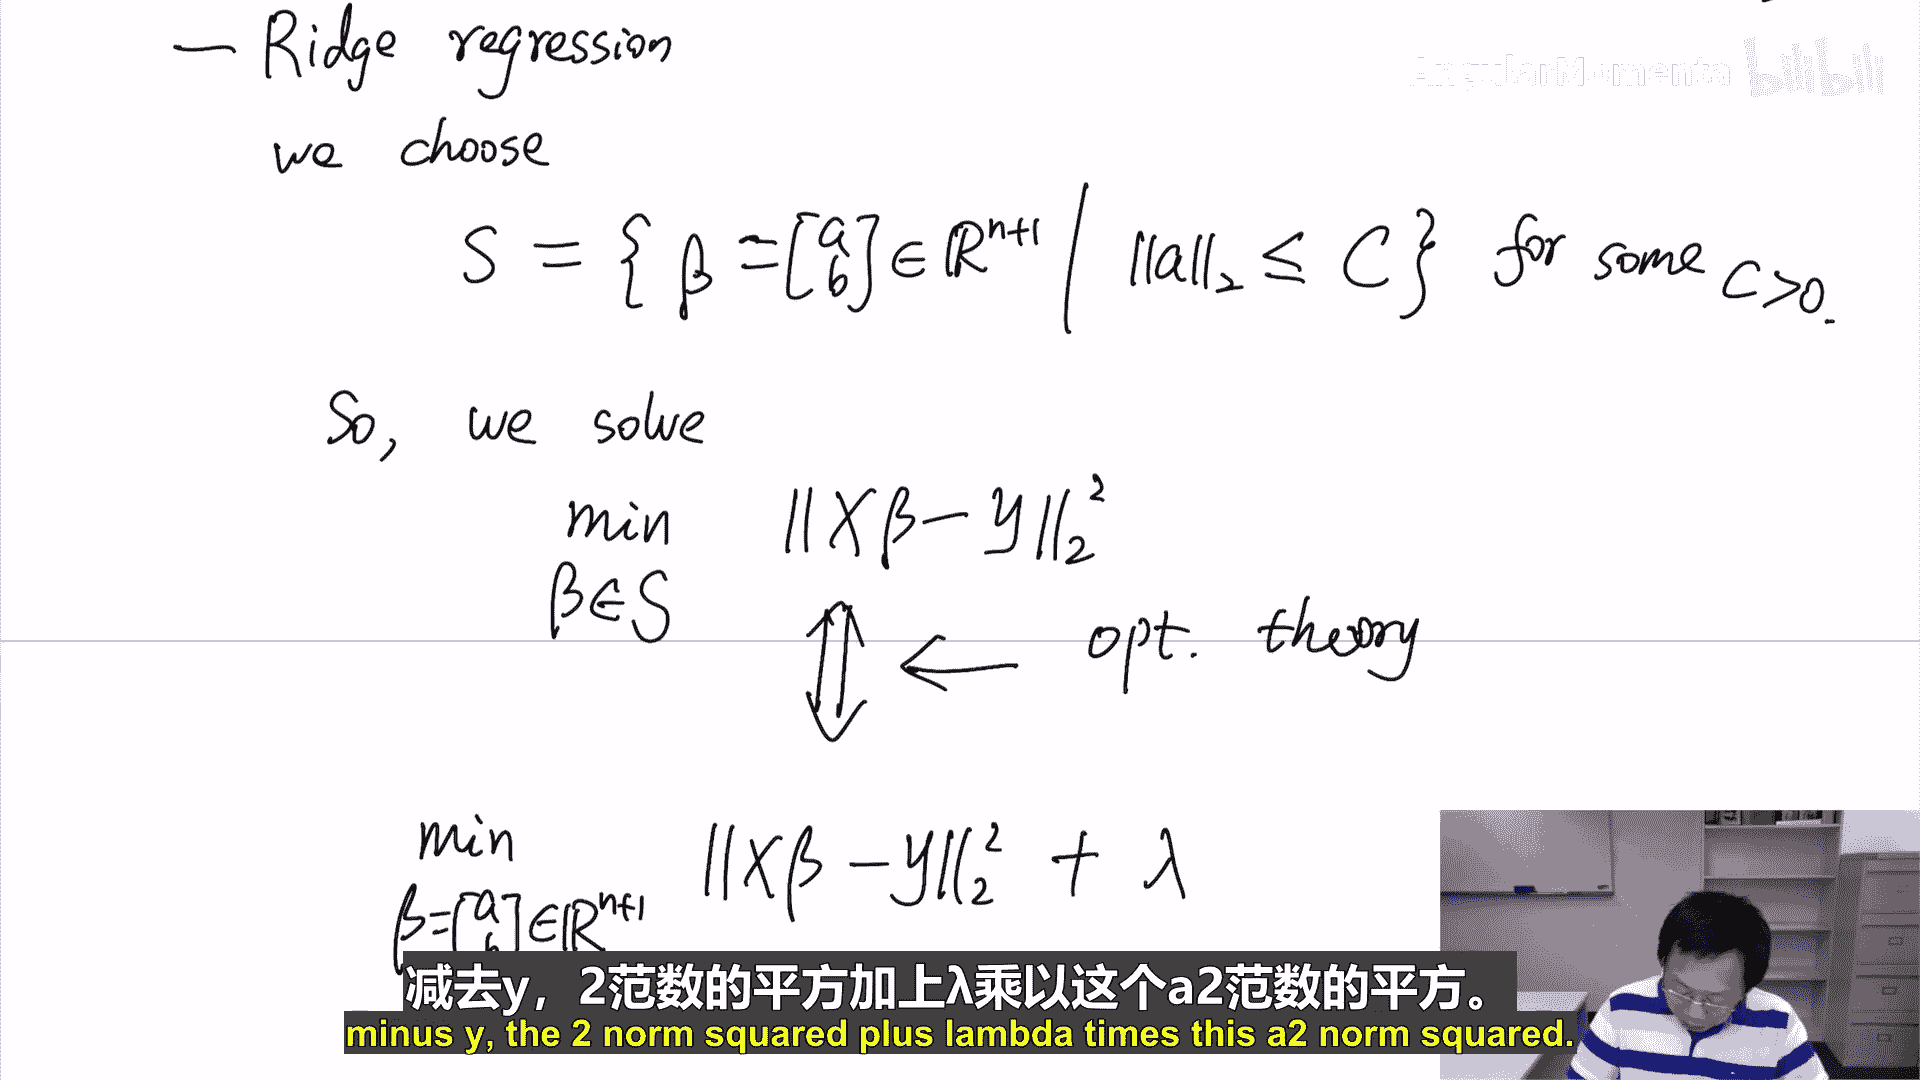 AngularMomenta bilibili
— Ridge regression
we choose
S = { β = [a b] ∈ ℝⁿ⁺¹ | ||a||₂ ≤ C } for some C>0.
So, we solve
min ||Xβ − y||₂²
β∈S
opt. theory
min ||Xβ − y||₂² + λ
β=[a b]∈ℝⁿ⁺¹
减去y，2范数的平方加上λ乘以这个a2范数的平方。
minus y, the 2 norm squared plus lambda times this a2 norm squared.